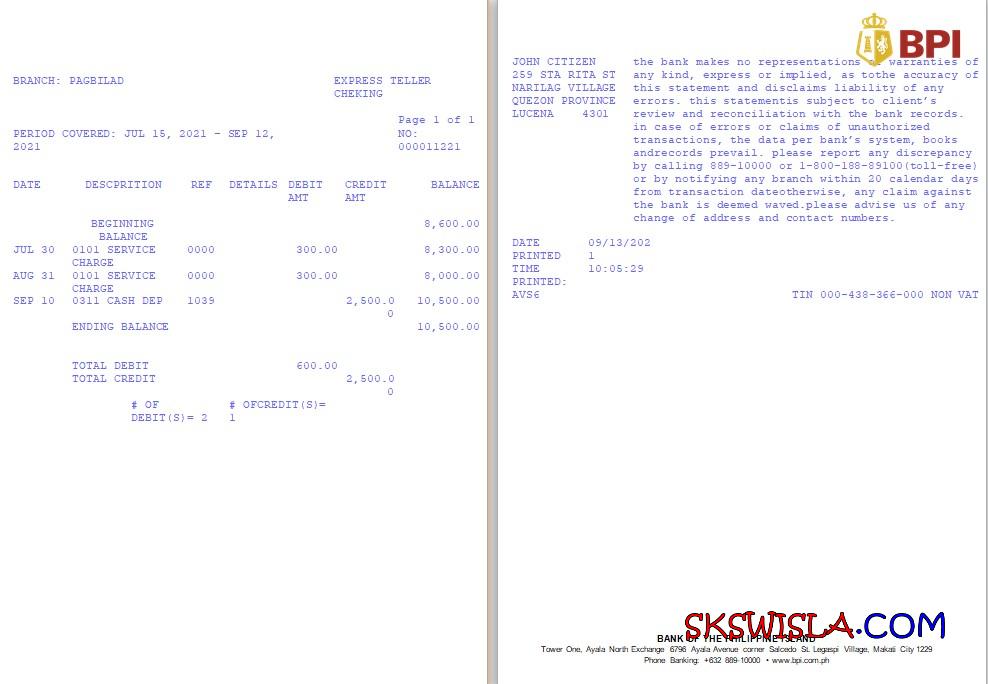 BRANCH: PAGBILAD
EXPRESS TELLER
CHEKING
Page 1 of 1
PERIOD COVERED: JUL 15, 2021 – SEP 12,
2021
NO:
000011221
DATE DESCPRITION REF DETAILS DEBIT AMT CREDIT AMT BALANCE
BEGINNING BALANCE 8,600.00
JUL 30 0101 SERVICE CHARGE 0000 300.00 8,300.00
AUG 31 0101 SERVICE CHARGE 0000 300.00 8,000.00
SEP 10 0311 CASH DEP 1039 2,500.00 10,500.00
ENDING BALANCE 10,500.00
TOTAL DEBIT 600.00
TOTAL CREDIT 2,500.00
# OF DEBIT(S)= 2 # OFCREDIT(S)= 1
BPI
JOHN CITIZEN
259 STA RITA ST
NARILAG VILLAGE
QUEZON PROVINCE
LUCENA 4301
the bank makes no representations warranties of
any kind, express or implied, as tothe accuracy of
this statement and disclaims liability of any
errors. this statementis subject to client's
review and reconciliation with the bank records.
in case of errors or claims of unauthorized
transactions, the data per bank's system, books
andrecords prevail. please report any discrepancy
by calling 889-10000 or 1-800-188-89100(toll-free)
or by notifying any branch within 20 calendar days
from transaction dateotherwise, any claim against
the bank is deemed waved.please advise us of any
change of address and contact numbers.
DATE PRINTED 09/13/2021
TIME PRINTED: 10:05:29
AVS6 TIN 000-438-366-000 NON VAT
SKSWISLA.COM
BANK OF THE PHILIPPINE ISLAND
Tower One, Ayala North Exchange 6796 Ayala Avenue corner Salcedo St. Legaspi Village, Makati City 1229
Phone Banking: +632 889-10000 • www.bpi.com.ph